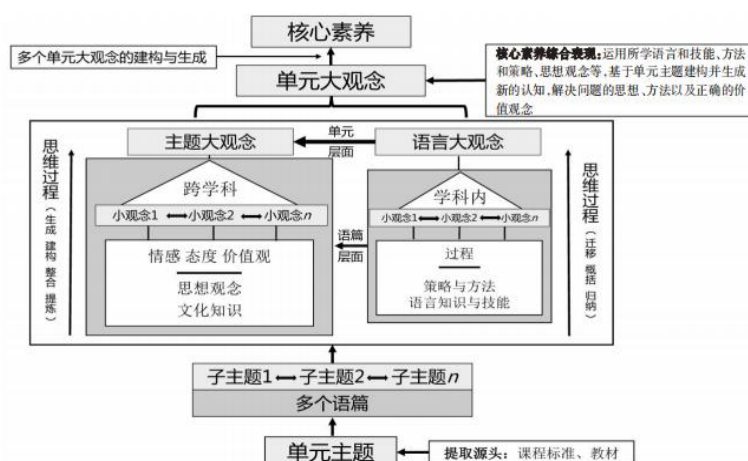 核心素养
多个单元大观念的建构与生成
单元大观念
核心素养综合表现:运用所学语言和技能、方法
和策略、思想观念等,基于单元主题建构并生成
新的认知,解决问题的思想、方法以及正确的价
值观念
主题大观念
单元
层面
语言大观念
思维过程
(生成 建构 整合 提炼)
跨学科
小观念1
小观念2
小观念n
情感 态度 价值观
思想观念
文化知识
语篇
层面
学科内
小观念1
小观念2
小观念n
过程
策略与方法
语言知识与技能
思维过程
(迁移 概括 归纳)
子主题1
子主题2
子主题n
多个语篇
单元主题
提取源头:课程标准、教材